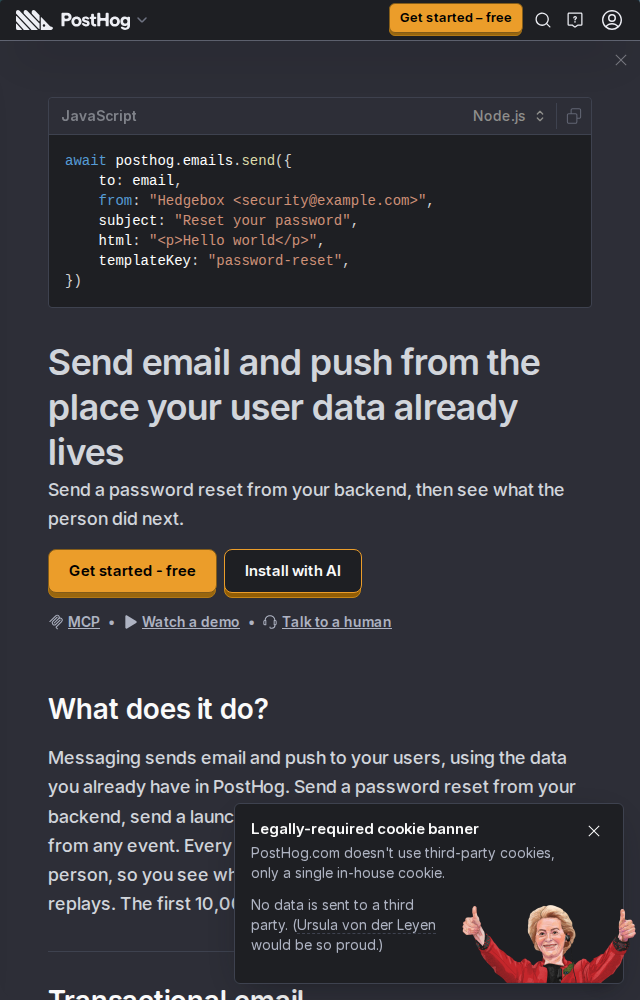 PostHog
Get started – free
JavaScript
Node.js
await posthog.emails.send({
    to: email,
    from: "Hedgebox <security@example.com>",
    subject: "Reset your password",
    html: "<p>Hello world</p>",
    templateKey: "password-reset",
})
Send email and push from the
place your user data already
lives
Send a password reset from your backend, then see what the
person did next.
Get started - free
Install with AI
MCP • Watch a demo • Talk to a human
What does it do?
Messaging sends email and push to your users, using the data
you already have in PostHog. Send a password reset from your
backend, send a
from any event. Every
person, so you see
replays. The first
Legally-required cookie banner
PostHog.com doesn't use third-party cookies,
only a single in-house cookie.
No data is sent to a third
party. (Ursula von der Leyen
would be so proud.)
Transactional email